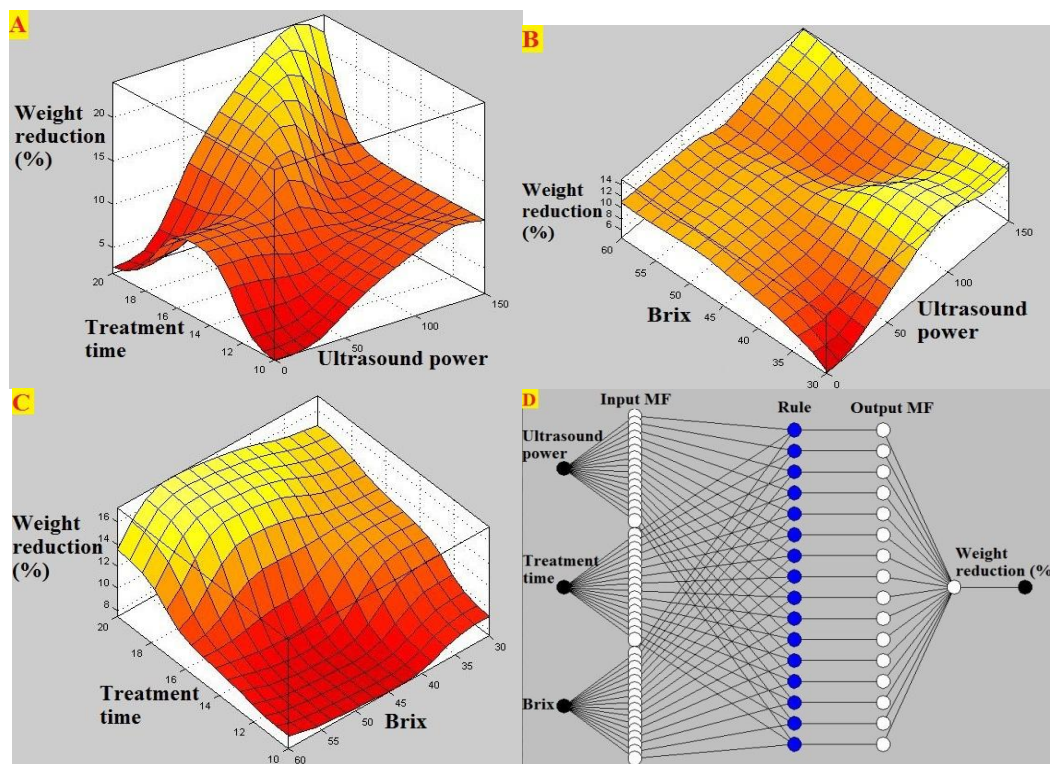 A
Weight
reduction
(%)
20
15
10
5
20
18
16
14
12
10
Treatment
time
0
50
100
150
Ultrasound power
B
Weight
reduction
(%)
14
12
10
8
6
60
55
50
45
40
35
30
Brix
0
50
100
150
Ultrasound
power
C
Weight
reduction
(%)
16
14
12
10
8
20
18
16
14
12
10
Treatment
time
60
55
50
45
40
35
30
Brix
D
Input MF
Rule
Output MF
Ultrasound
power
Treatment
time
Brix
Weight
reduction (%